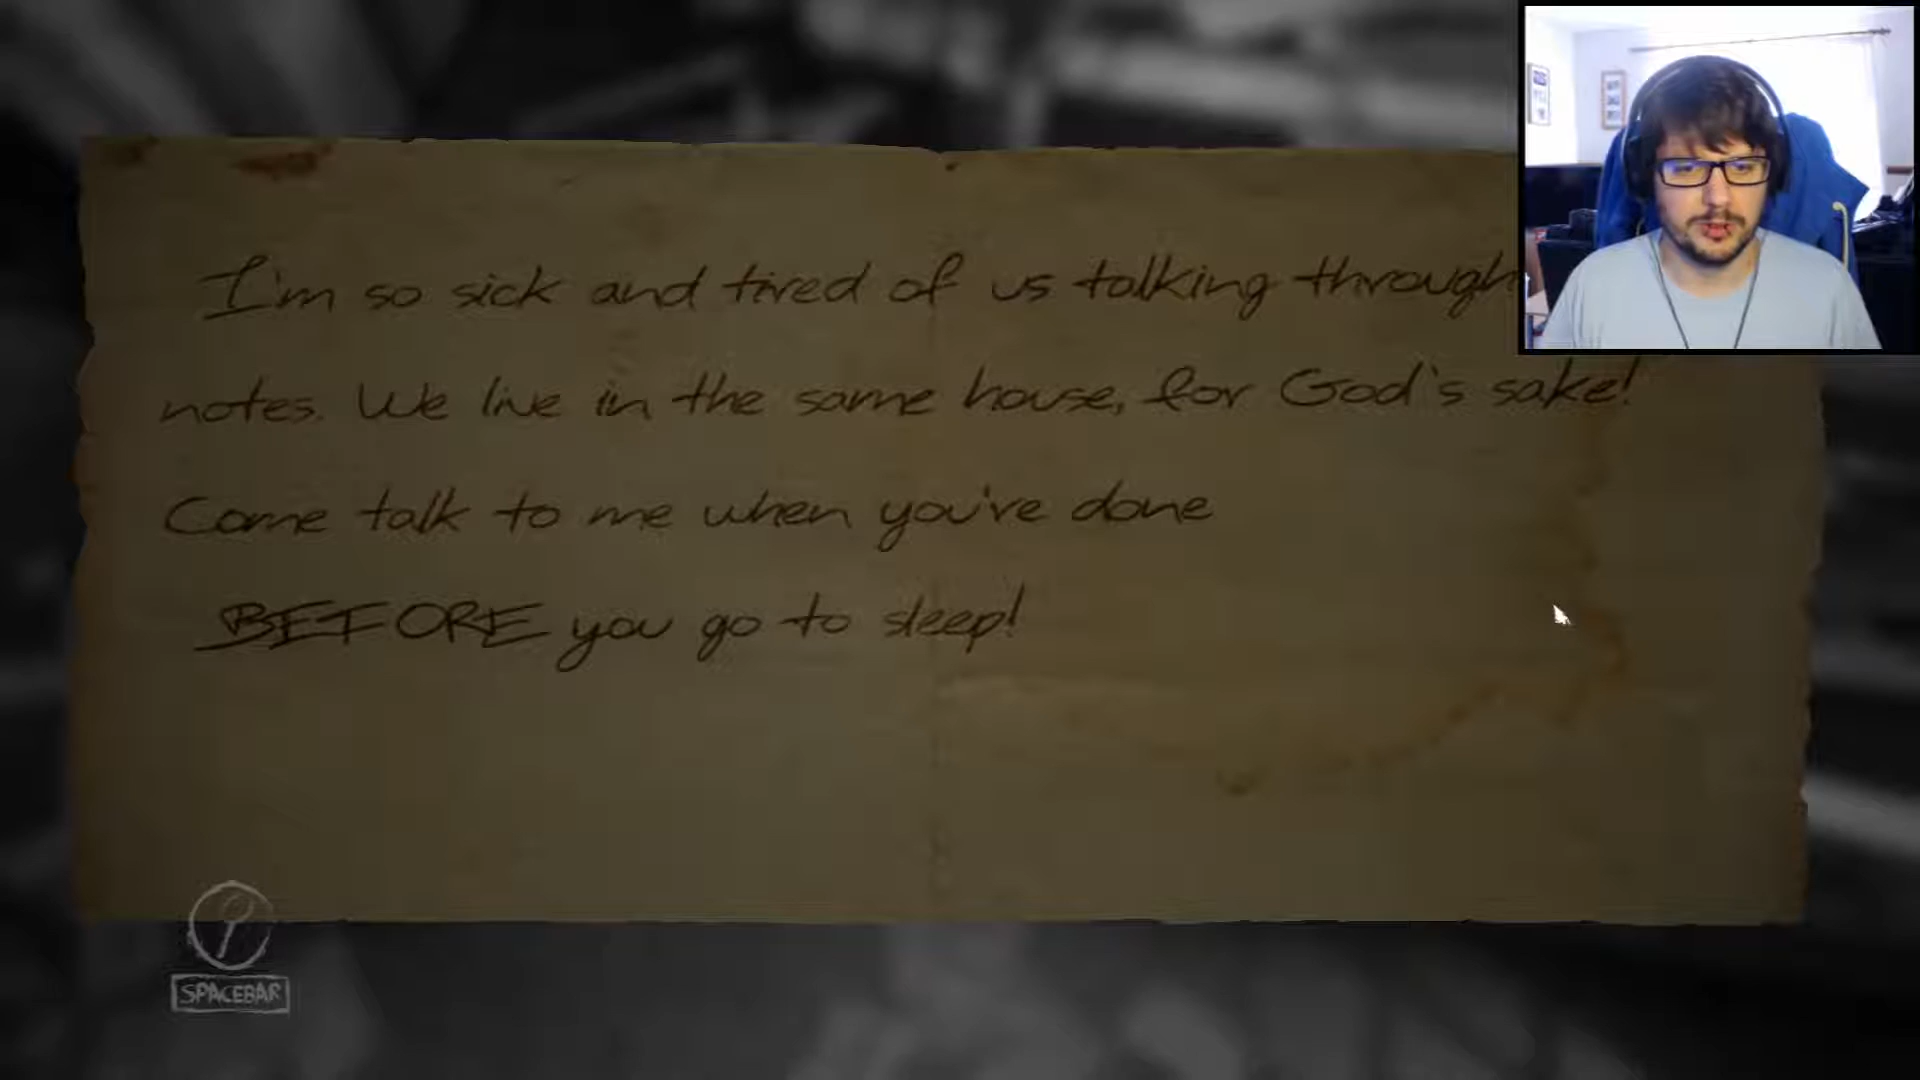 I'm so sick and tired of us talking through
notes. We live in the same house, for God's sake!
Come talk to me when you're done
BEFORE you go to sleep!
SPACEBAR